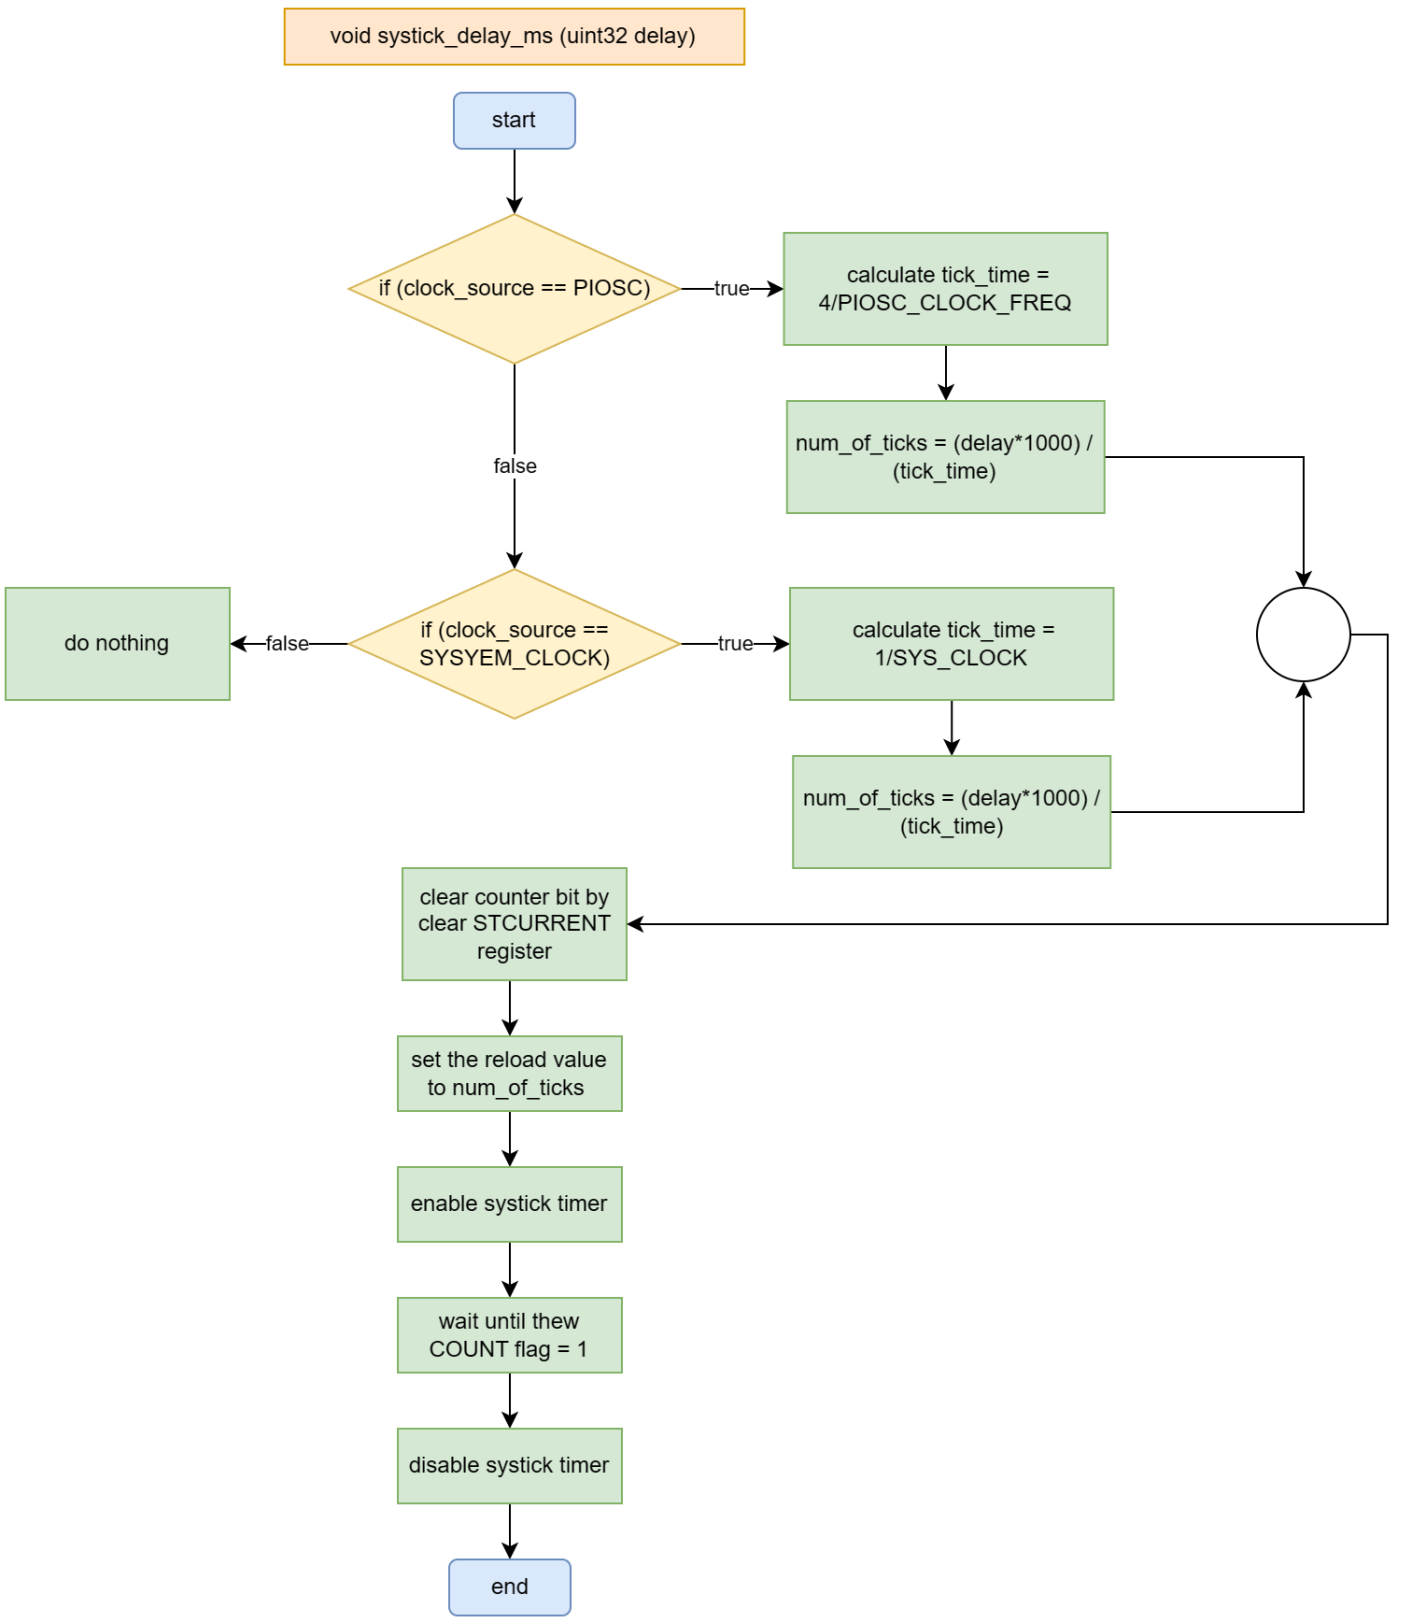 void systick_delay_ms (uint32 delay)
start
if (clock_source == PIOSC)
true
calculate tick_time =
4/PIOSC_CLOCK_FREQ
num_of_ticks = (delay*1000) /
(tick_time)
false
do nothing
false
if (clock_source ==
SYSYEM_CLOCK)
true
calculate tick_time =
1/SYS_CLOCK
num_of_ticks = (delay*1000) /
(tick_time)
clear counter bit by
clear STCURRENT
register
set the reload value
to num_of_ticks
enable systick timer
wait until thew
COUNT flag = 1
disable systick timer
end